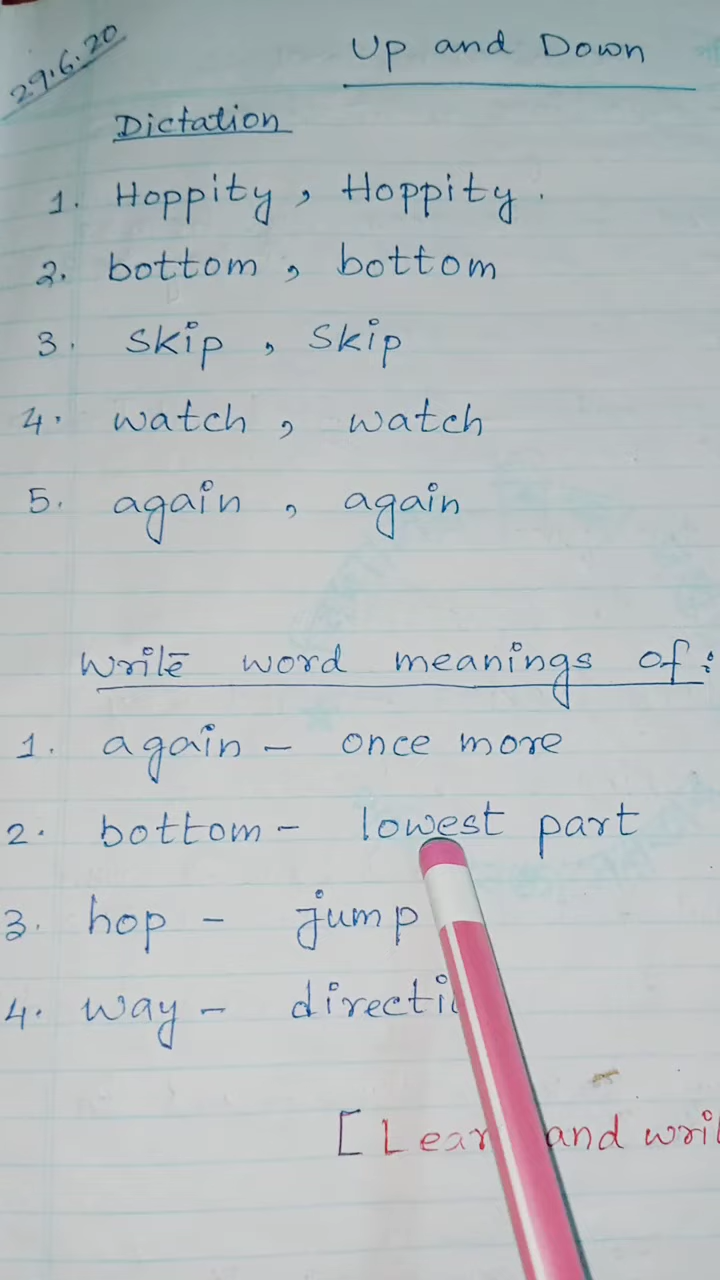 29.6.20
Up and Down
Dictation
1. Hoppity, Hoppity.
2. bottom, bottom
3. Skip, Skip
4. watch, watch
5. again, again
Write word meanings of:
1. again - once more
2. bottom - lowest part
3. hop - jump
4. way -
[ and